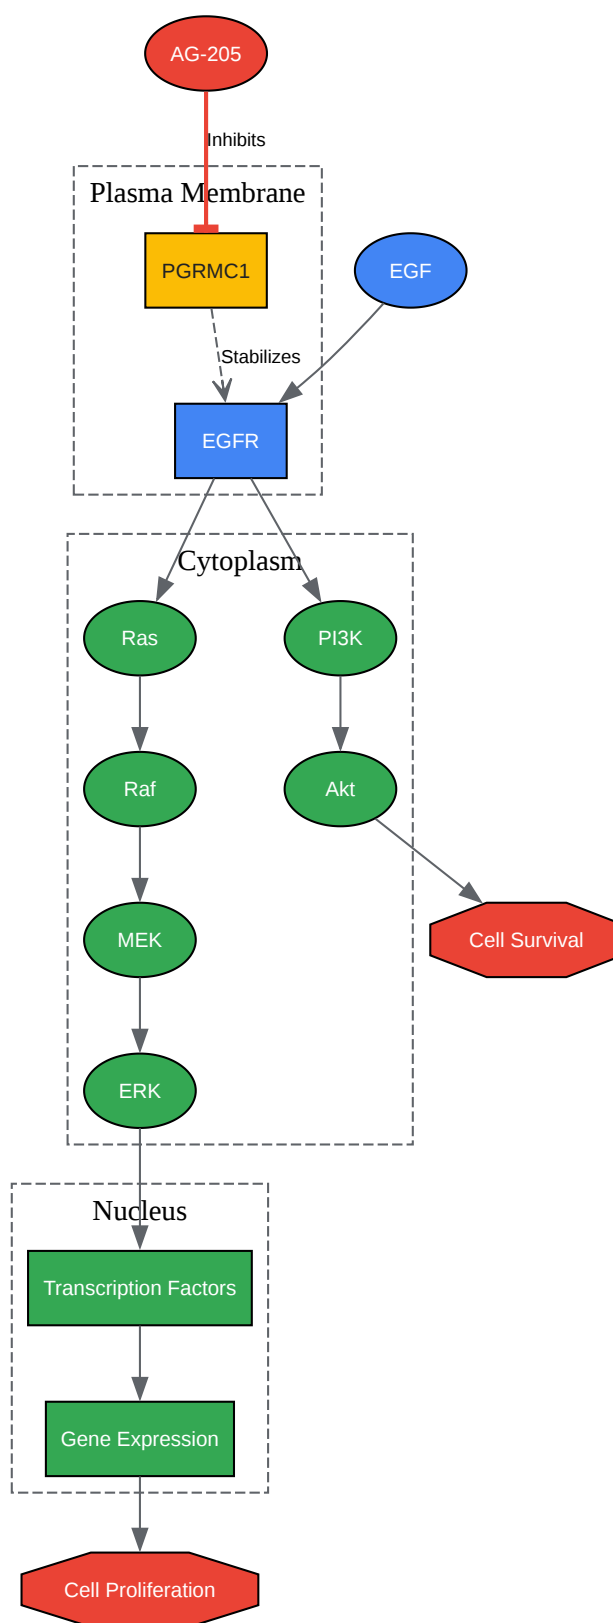 AG-205
Inhibits
Plasma Membrane
PGRMC1
EGF
Stabilizes
EGFR
Cytoplasm
Ras
PI3K
Raf
Akt
MEK
Cell Survival
ERK
Nucleus
Transcription Factors
Gene Expression
Cell Proliferation